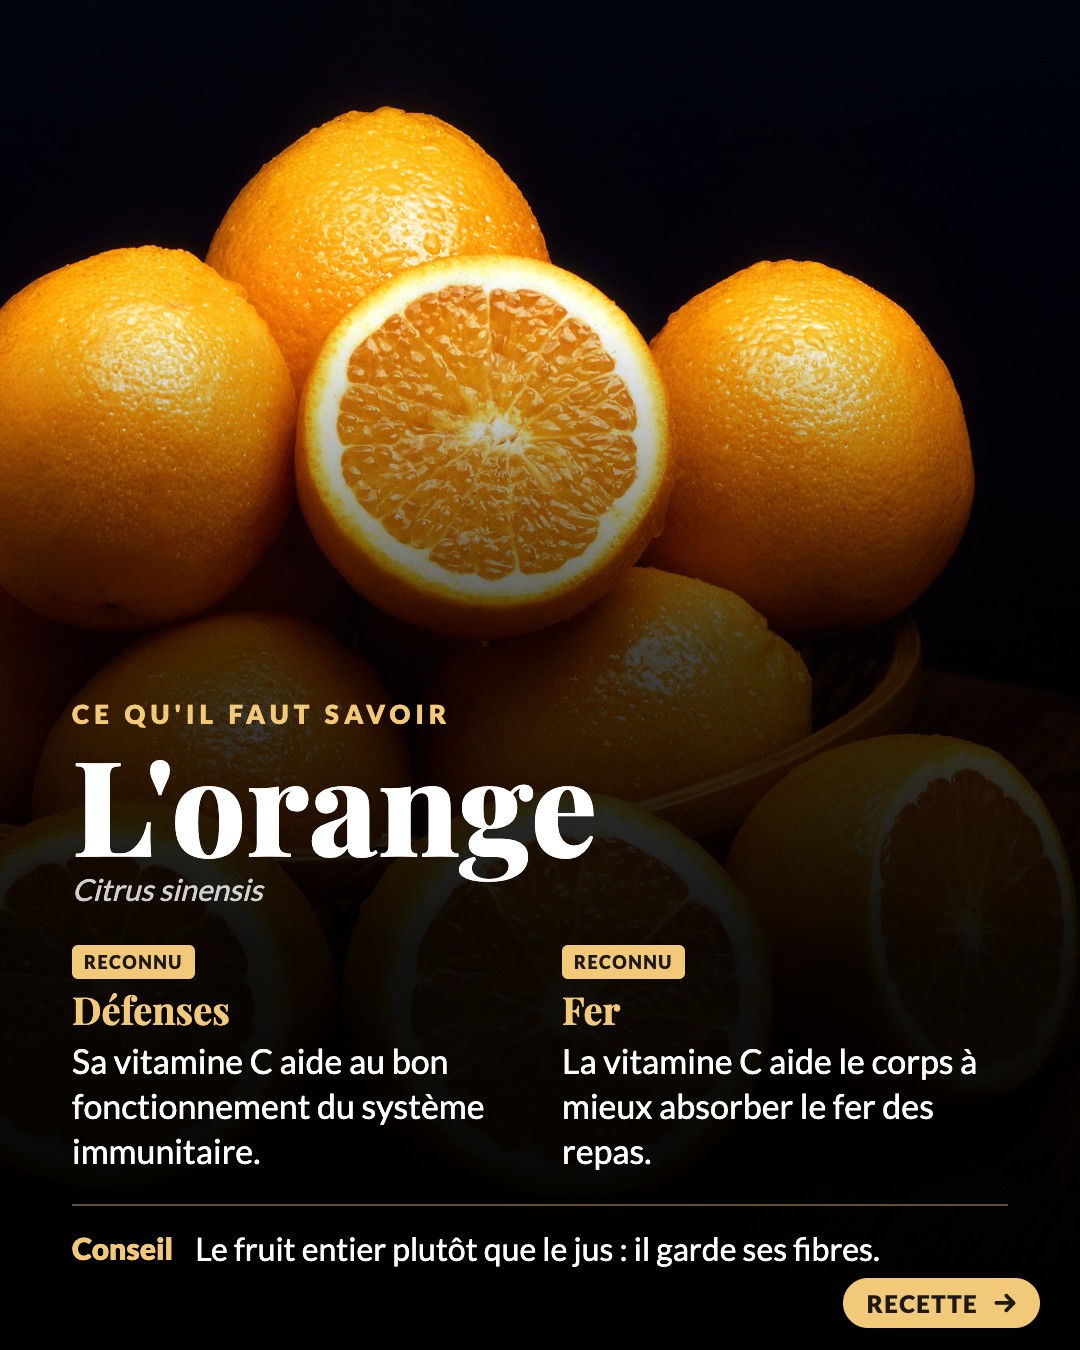 CE QU'IL FAUT SAVOIR
L'orange
Citrus sinensis
RECONNU
Défenses
Sa vitamine C aide au bon
fonctionnement du système
immunitaire.
RECONNU
Fer
La vitamine C aide le corps à
mieux absorber le fer des
repas.
Conseil Le fruit entier plutôt que le jus : il garde ses fibres.
RECETTE →